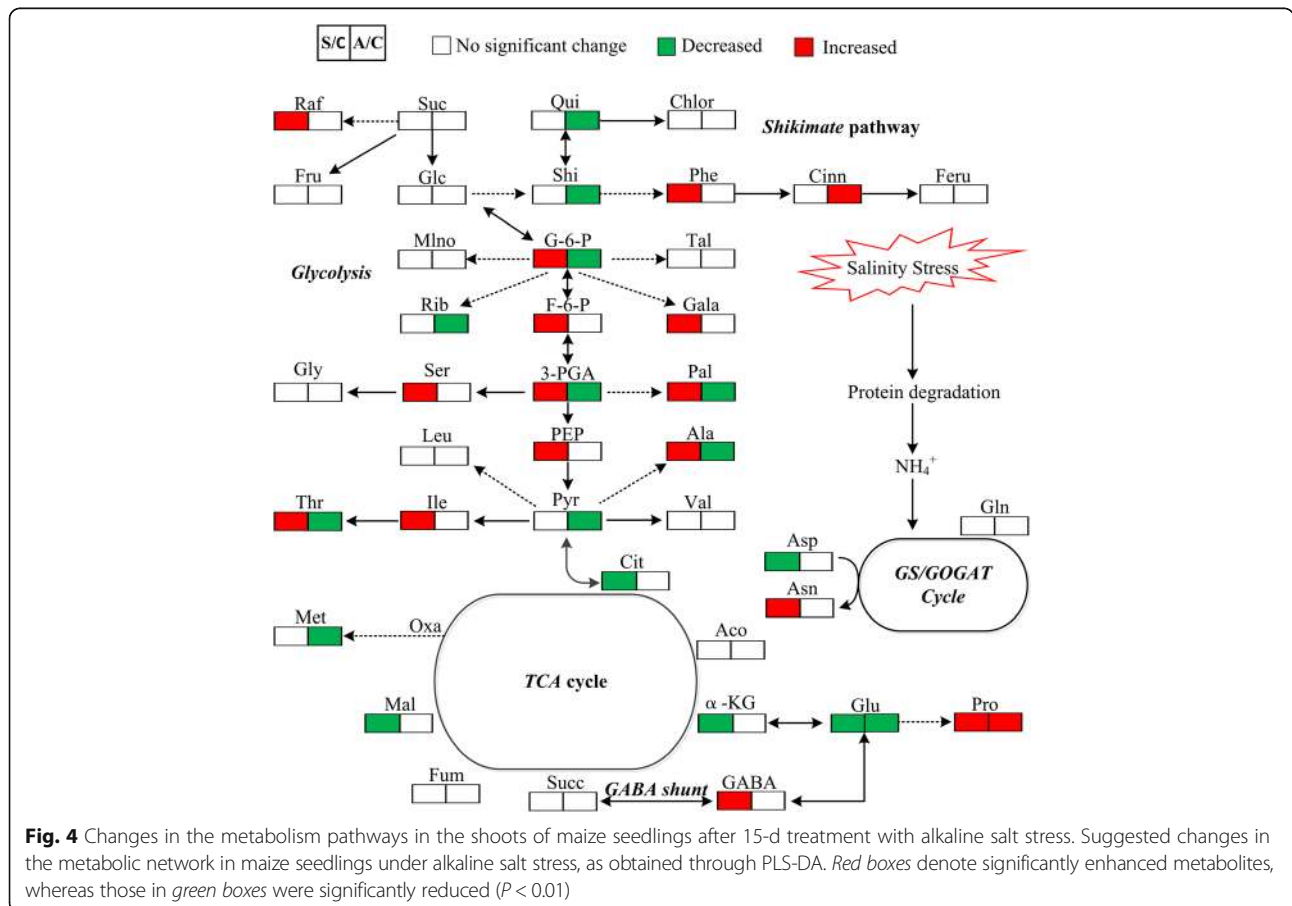 S/C A/C No significant change Decreased Increased
Raf Suc Qui Chlor
Shikimate pathway
Fru Glc Shi Phe Cinn Feru
Mlno G-6-P Tal
Glycolysis
Salinity Stress
Rib F-6-P Gala
Gly Ser 3-PGA Pal
Protein degradation
Leu PEP Ala
NH₄⁺
Thr Ile Pyr Val Gln
Cit Asp
GS/GOGAT
Cycle
Asn
Met Oxa Aco
TCA cycle
Mal α -KG Glu Pro
Fum Succ GABA shunt GABA
Fig. 4 Changes in the metabolism pathways in the shoots of maize seedlings after 15-d treatment with alkaline salt stress. Suggested changes in
the metabolic network in maize seedlings under alkaline salt stress, as obtained through PLS-DA. Red boxes denote significantly enhanced metabolites,
whereas those in green boxes were significantly reduced (P < 0.01)